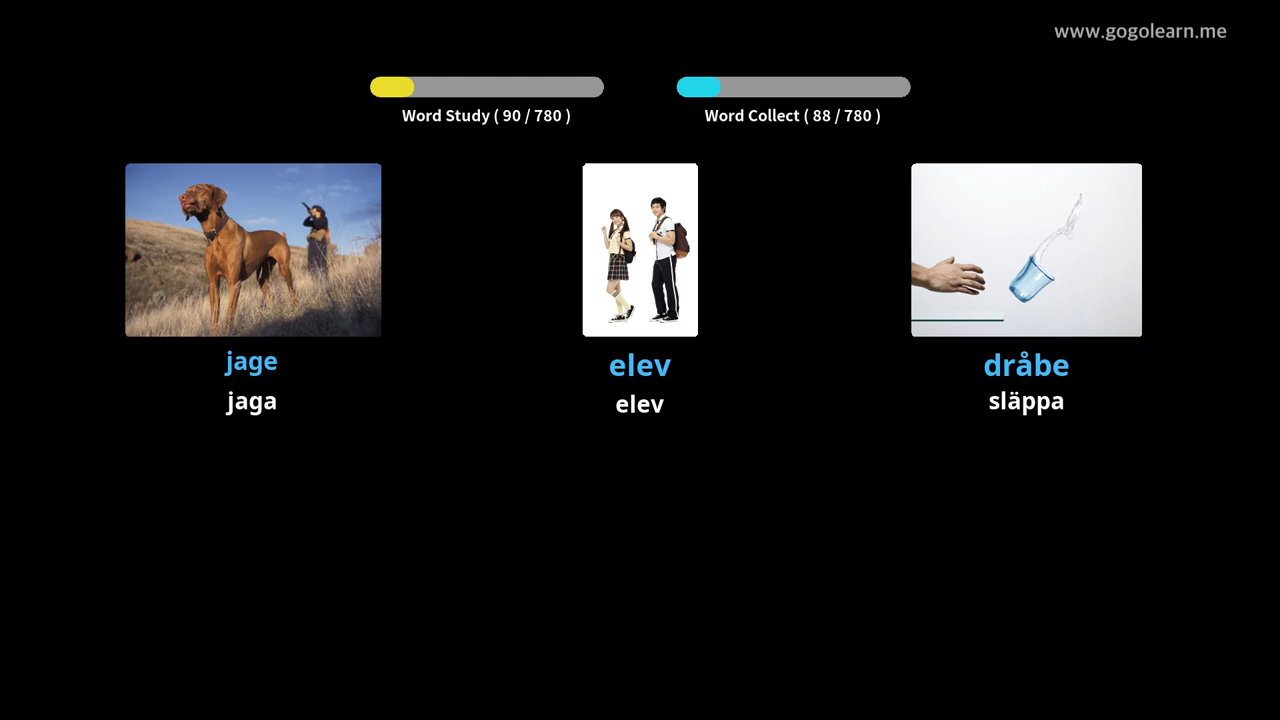 www.gogolearn.me
Word Study ( 90 / 780 )
Word Collect ( 88 / 780 )
jage
jaga
elev
elev
dråbe
släppa